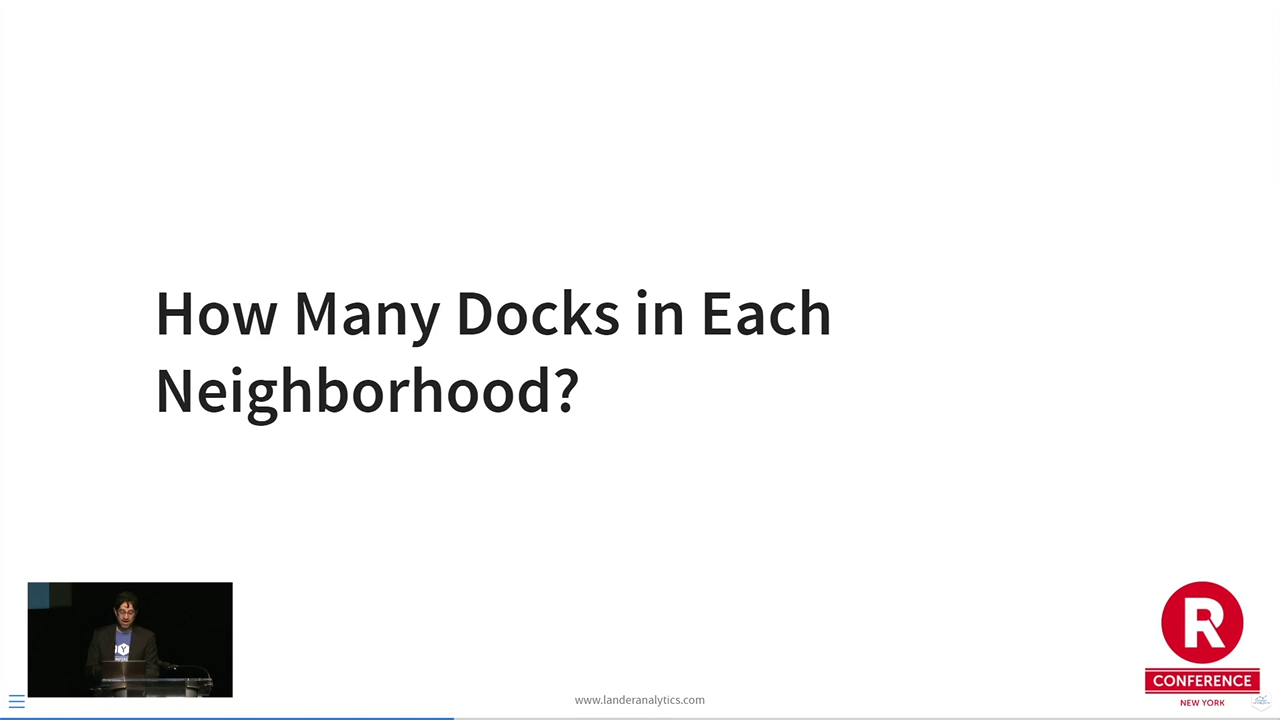 How Many Docks in Each
Neighborhood?
www.landeranalytics.com
R
CONFERENCE
NEW YORK